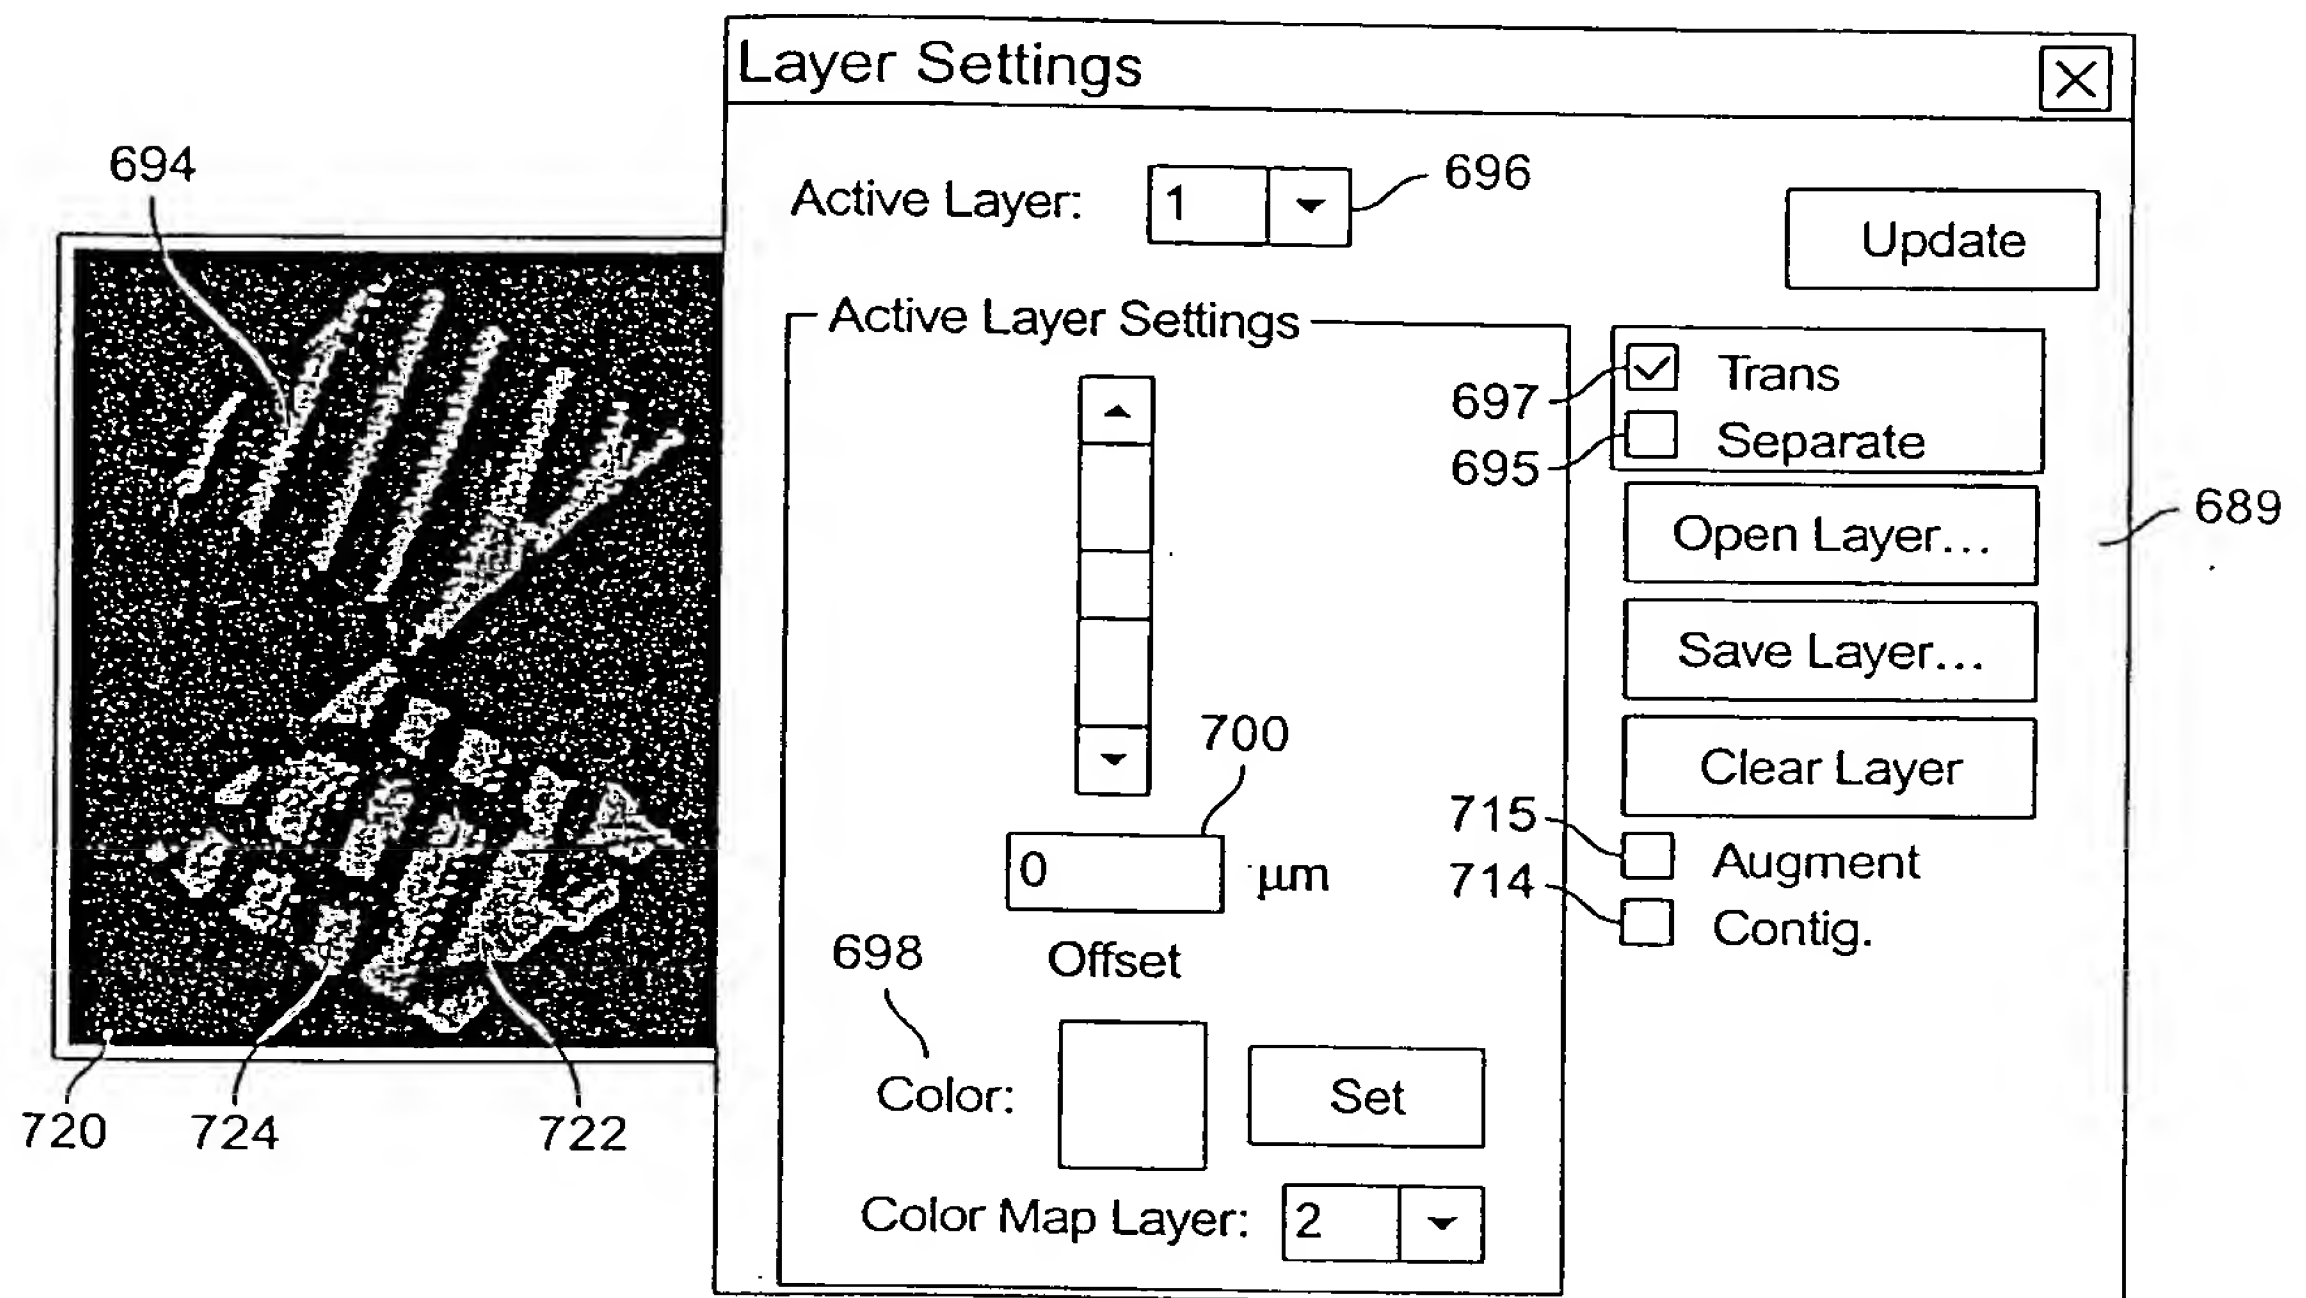 Layer Settings
694
Active Layer:
1
696
Update
Active Layer Settings
697
Trans
695
Separate
689
Open Layer...
Save Layer...
700
Clear Layer
715
Augment
0
µm
714
Contig.
698
Offset
Color:
Set
720
724
722
Color Map Layer:
2